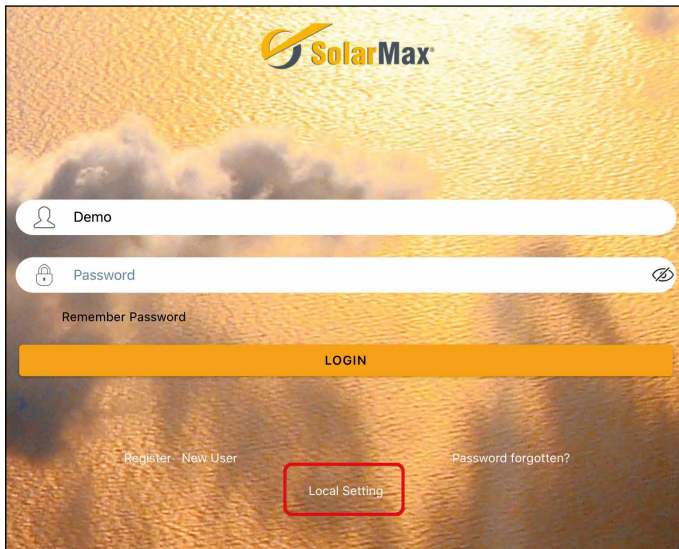 SolarMax®
Demo
Password
Remember Password
LOGIN
Register- New User
Password forgotten?
Local Setting